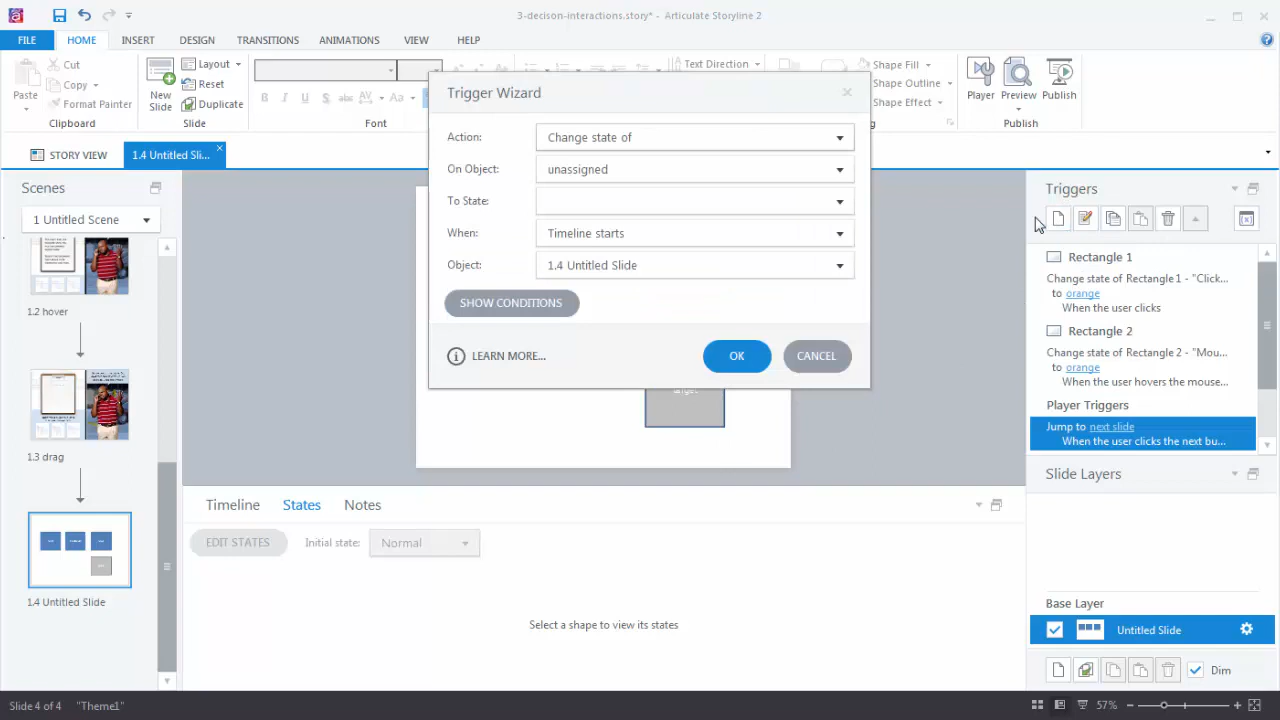 3-decison-interactions.story* - Articulate Storyline 2
FILE
HOME
INSERT
DESIGN
TRANSITIONS
ANIMATIONS
VIEW
HELP
Paste
Cut
Copy
Format Painter
Clipboard
New
Slide
Layout
Reset
Duplicate
Slide
Font
Text Direction
Shape Fill
Shape Outline
Shape Effect
Player
Preview
Publish
Publish
STORY VIEW
1.4 Untitled Sli...
Scenes
1 Untitled Scene
1.2 hover
1.3 drag
1.4 Untitled Slide
Trigger Wizard
Action:
Change state of
On Object:
unassigned
To State:
When:
Timeline starts
Object:
1.4 Untitled Slide
SHOW CONDITIONS
LEARN MORE...
OK
CANCEL
Timeline
States
Notes
EDIT STATES
Initial state:
Normal
Select a shape to view its states
Triggers
Rectangle 1
Change state of Rectangle 1 - "Click...
to orange
When the user clicks
Rectangle 2
Change state of Rectangle 2 - "Mou...
to orange
When the user hovers the mouse...
Player Triggers
Jump to next slide
When the user clicks the next bu...
Slide Layers
Base Layer
Untitled Slide
Dim
Slide 4 of 4
"Theme1"
57%